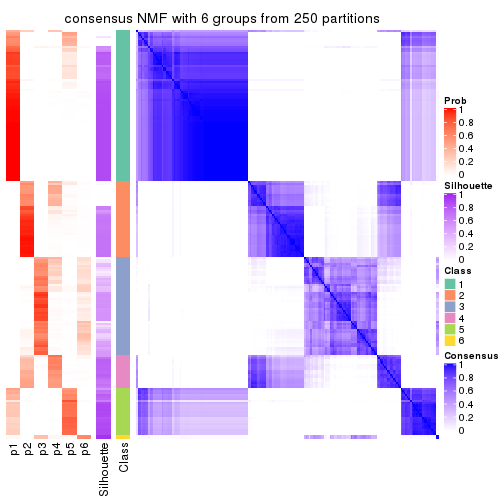 consensus NMF with 6 groups from 250 partitions
Prob
1
0.8
0.6
0.4
0.2
0
Silhouette
1
0.8
0.6
0.4
0.2
0
Class
1
2
3
4
5
6
Consensus
1
0.8
0.6
0.4
0.2
0
p1
p2
p3
p4
p5
p6
Silhouette
Class